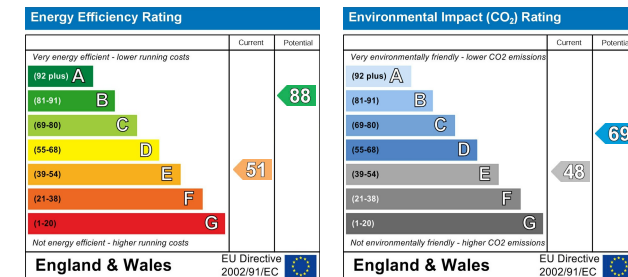 Energy Efficiency Rating
Current Potential
Very energy efficient - lower running costs
(92 plus) A
(81-91) B
88
(69-80) C
(55-68) D
(39-54) E
51
(21-38) F
(1-20) G
Not energy efficient - higher running costs
England & Wales
EU Directive
2002/91/EC
Environmental Impact (CO₂) Rating
Current Potential
Very environmentally friendly - lower CO2 emissions
(92 plus) A
(81-91) B
(69-80) C
69
(55-68) D
(39-54) E
48
(21-38) F
(1-20) G
Not environmentally friendly - higher CO2 emissions
England & Wales
EU Directive
2002/91/EC